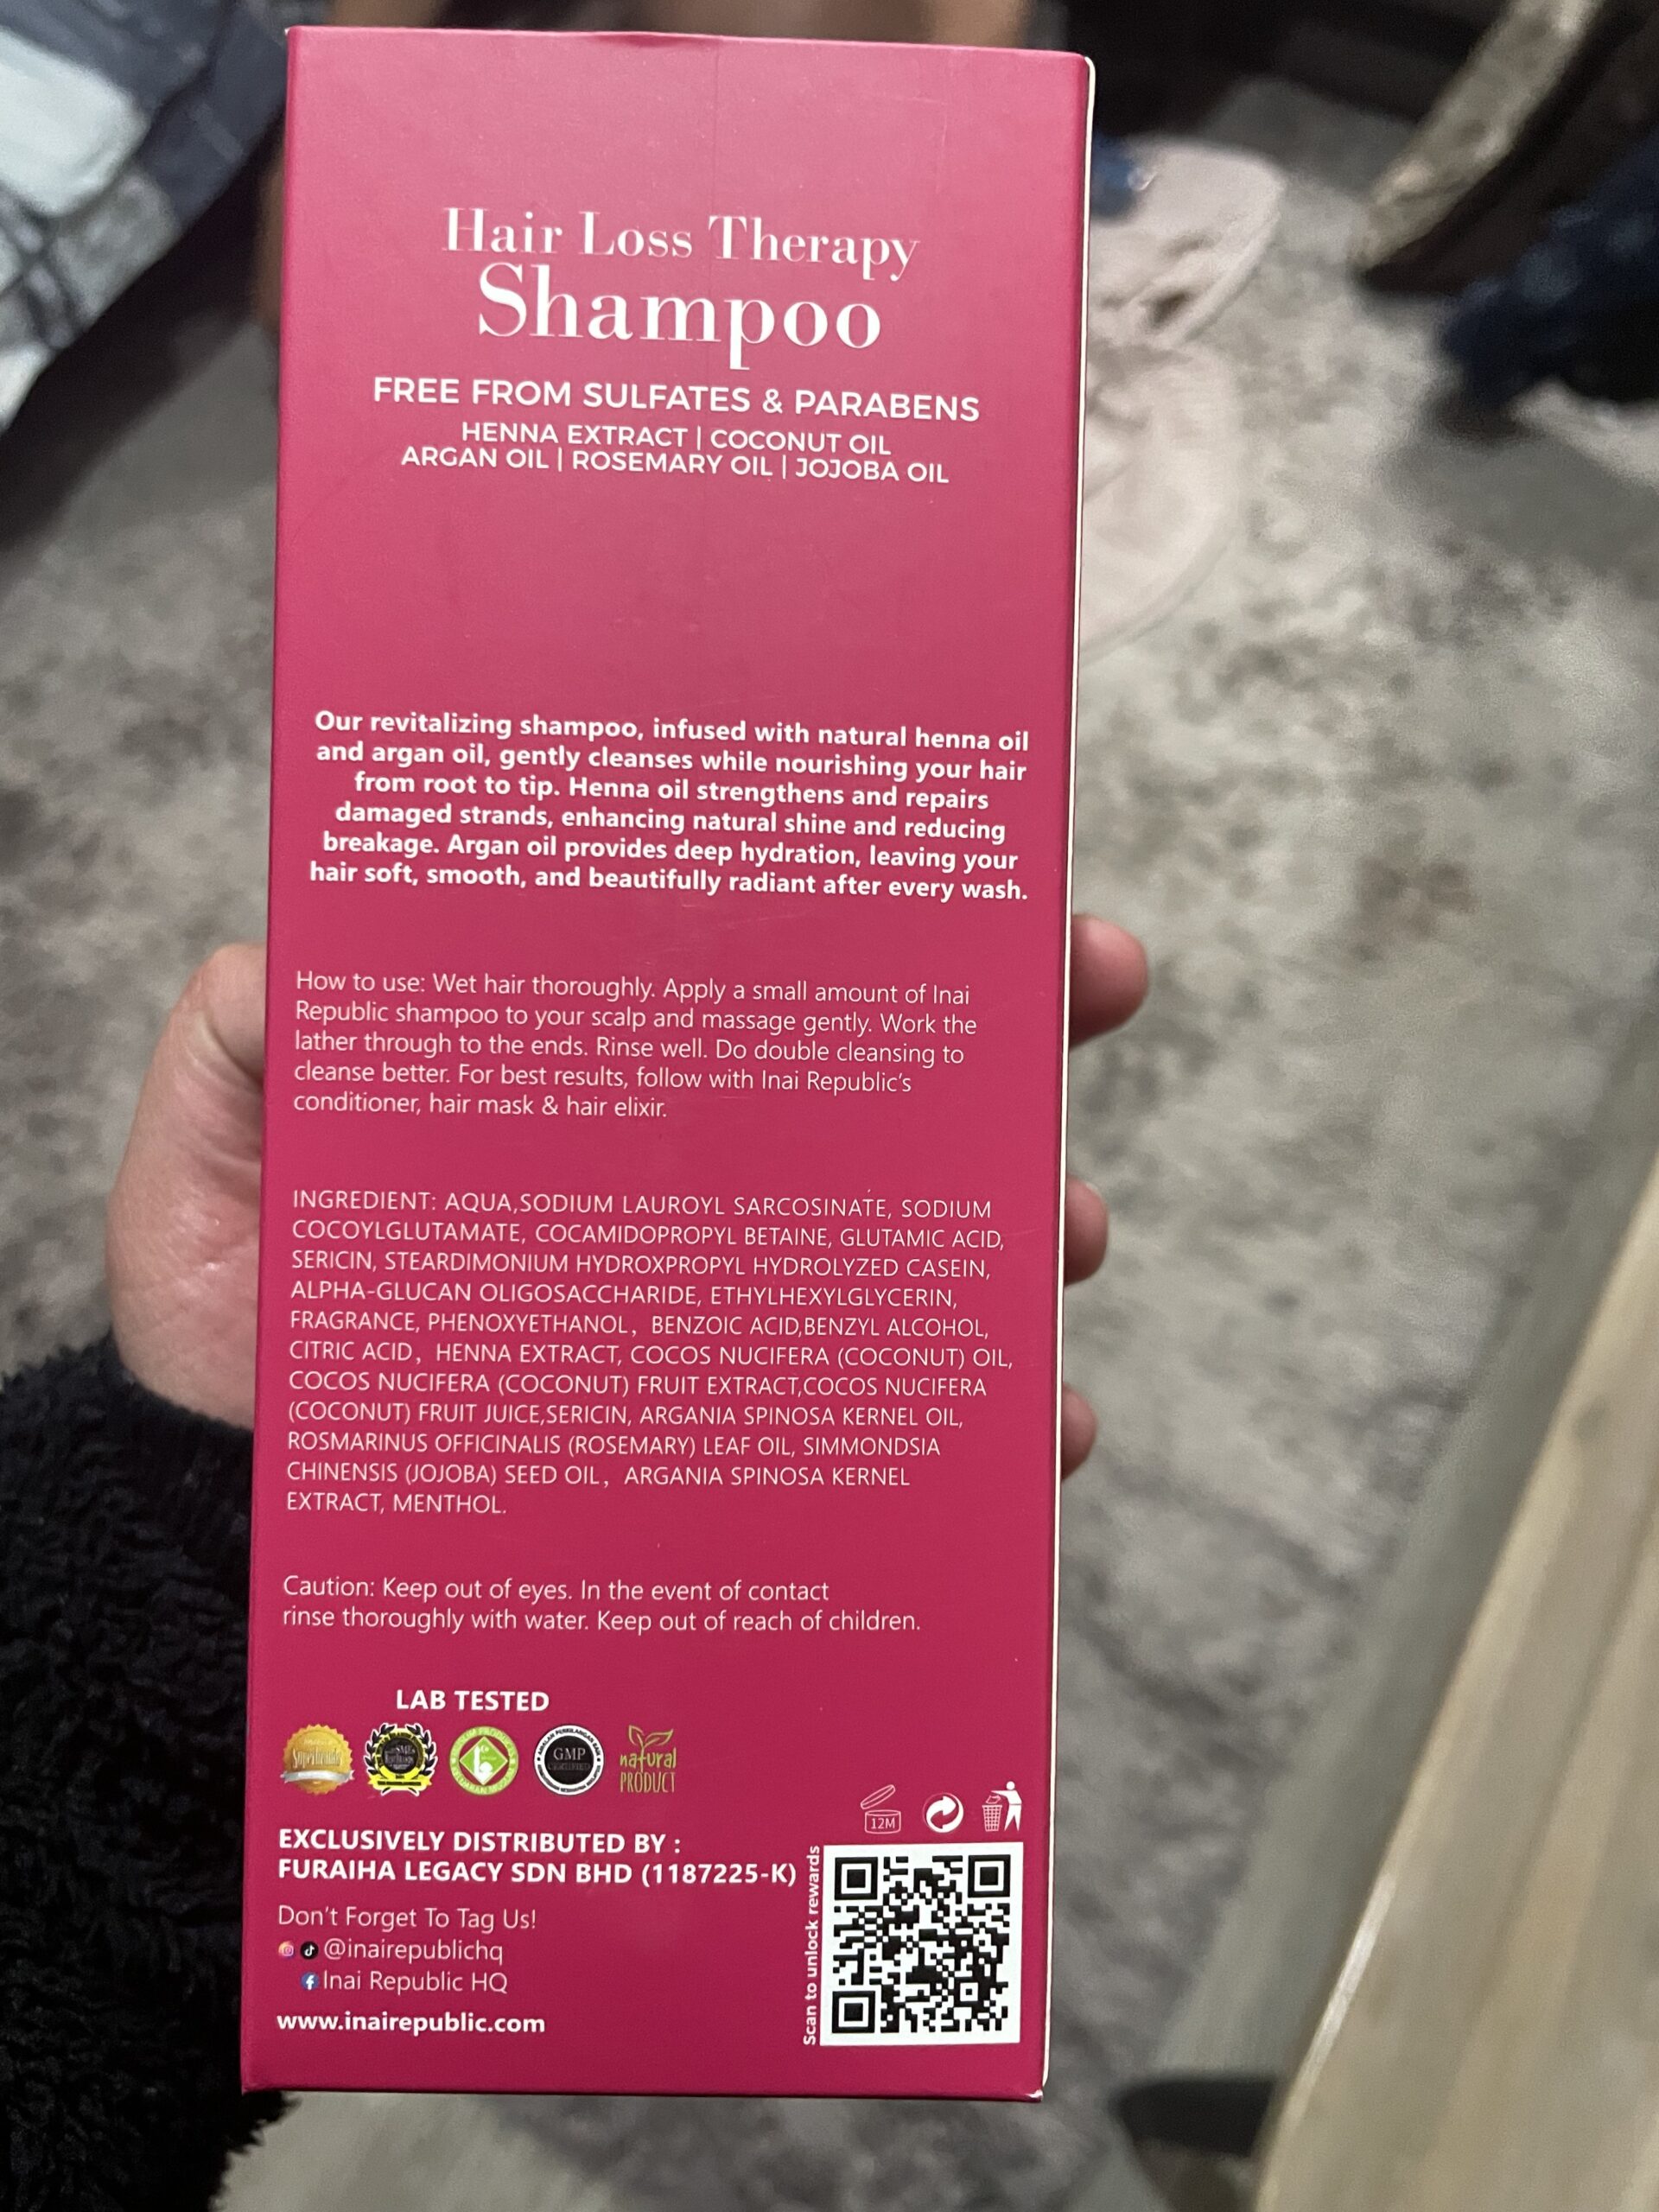 Hair Loss Therapy
Shampoo
FREE FROM SULFATES & PARABENS
HENNA EXTRACT | COCONUT OIL
ARGAN OIL | ROSEMARY OIL | JOJOBA OIL
Our revitalizing shampoo, infused with natural henna oil
and argan oil, gently cleanses while nourishing your hair
from root to tip. Henna oil strengthens and repairs
damaged strands, enhancing natural shine and reducing
breakage. Argan oil provides deep hydration, leaving your
hair soft, smooth, and beautifully radiant after every wash.
How to use: Wet hair thoroughly. Apply a small amount of Inai
Republic shampoo to your scalp and massage gently. Work the
lather through to the ends. Rinse well. Do double cleansing to
cleanse better. For best results, follow with Inai Republic's
conditioner, hair mask & hair elixir.
INGREDIENT: AQUA,SODIUM LAUROYL SARCOSINATE, SODIUM
COCOYLGLUTAMATE, COCAMIDOPROPYL BETAINE, GLUTAMIC ACID,
SERICIN, STEARDIMONIUM HYDROXPROPYL HYDROLYZED CASEIN,
ALPHA-GLUCAN OLIGOSACCHARIDE, ETHYLHEXYLGLYCERIN,
FRAGRANCE, PHENOXYETHANOL, BENZOIC ACID,BENZYL ALCOHOL,
CITRIC ACID, HENNA EXTRACT, COCOS NUCIFERA (COCONUT) OIL,
COCOS NUCIFERA (COCONUT) FRUIT EXTRACT,COCOS NUCIFERA
(COCONUT) FRUIT JUICE,SERICIN, ARGANIA SPINOSA KERNEL OIL,
ROSMARINUS OFFICINALIS (ROSEMARY) LEAF OIL, SIMMONDSIA
CHINENSIS (JOJOBA) SEED OIL, ARGANIA SPINOSA KERNEL
EXTRACT, MENTHOL.
Caution: Keep out of eyes. In the event of contact
rinse thoroughly with water. Keep out of reach of children.
LAB TESTED
GMP
natural
PRODUCT
12M
EXCLUSIVELY DISTRIBUTED BY :
FURAIHA LEGACY SDN BHD (1187225-K)
Don't Forget To Tag Us!
@inairepublichq
Inai Republic HQ
www.inairepublic.com
Scan to unlock rewards